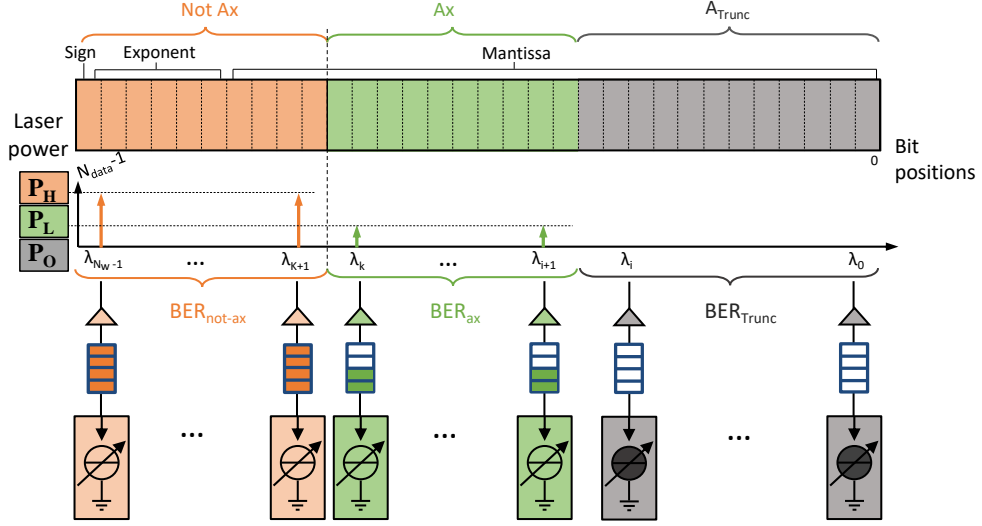 Not Ax
Ax
A_Trunc
Sign
Exponent
Mantissa
Laser
power
N_data-1
0
Bit
positions
P_H
P_L
P_O
λ_Nw-1
...
λ_K+1
λ_k
...
λ_i+1
λ_i
λ_0
BER_not-ax
BER_ax
BER_Trunc
...
...
...